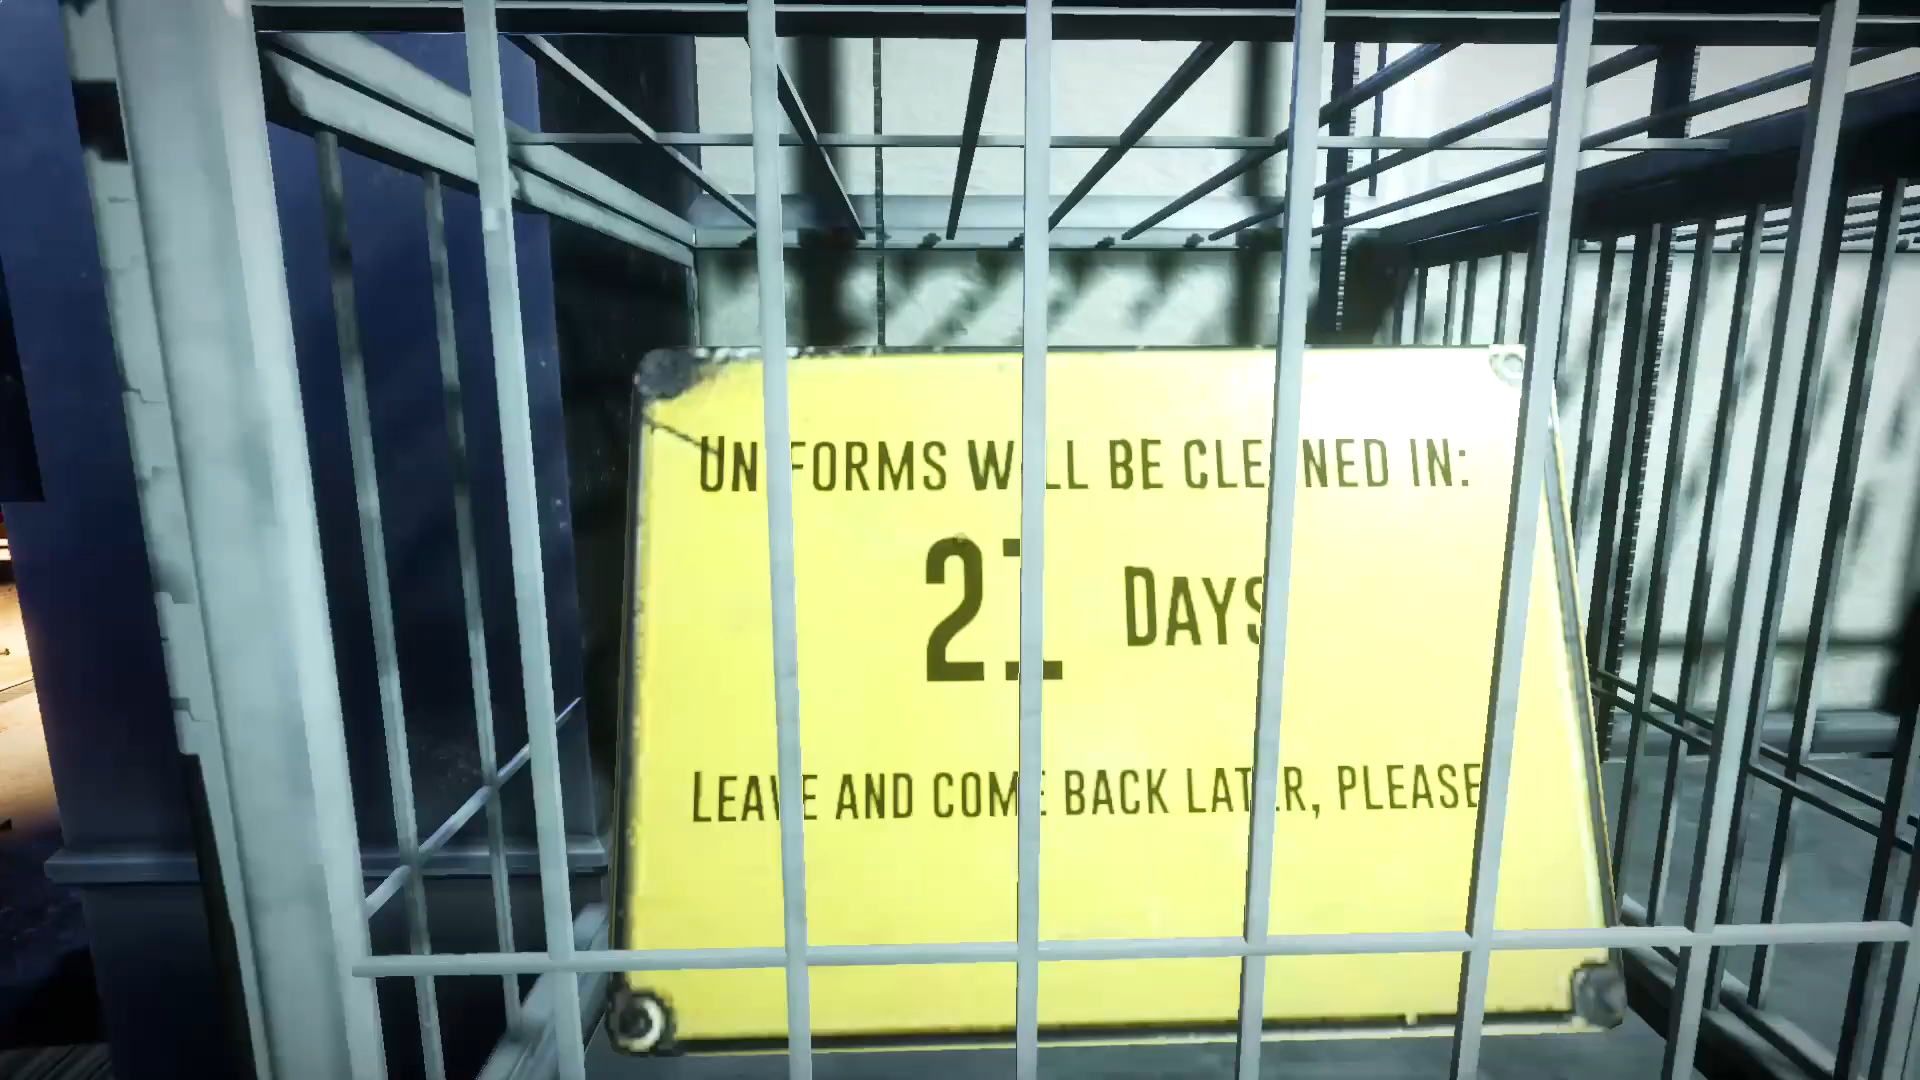 UNIFORMS WILL BE CLEANED IN:
21 DAYS
LEAVE AND COME BACK LATER, PLEASE